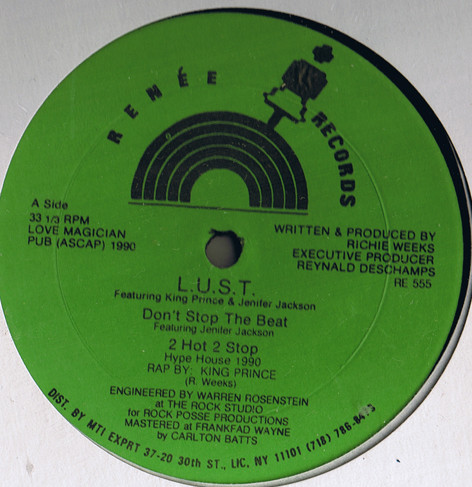 RENÉE RECORDS
A Side
33 1/3 RPM
LOVE MAGICIAN
PUB (ASCAP) 1990
WRITTEN & PRODUCED BY
RICHIE WEEKS
EXECUTIVE PRODUCER
REYNALD DESCHAMPS
RE 555
L.U.S.T.
Featuring King Prince & Jenifer Jackson
Don't Stop The Beat
Featuring Jenifer Jackson
2 Hot 2 Stop
Hype House 1990
RAP BY: KING PRINCE
(R. Weeks)
ENGINEERED BY WARREN ROSENSTEIN
at THE ROCK STUDIO
for ROCK POSSE PRODUCTIONS
MASTERED at FRANKFAD WAYNE
by CARLTON BATTS
DIST. BY MTI EXPRT 37-20 30th ST., LIC, NY 11101 (718)